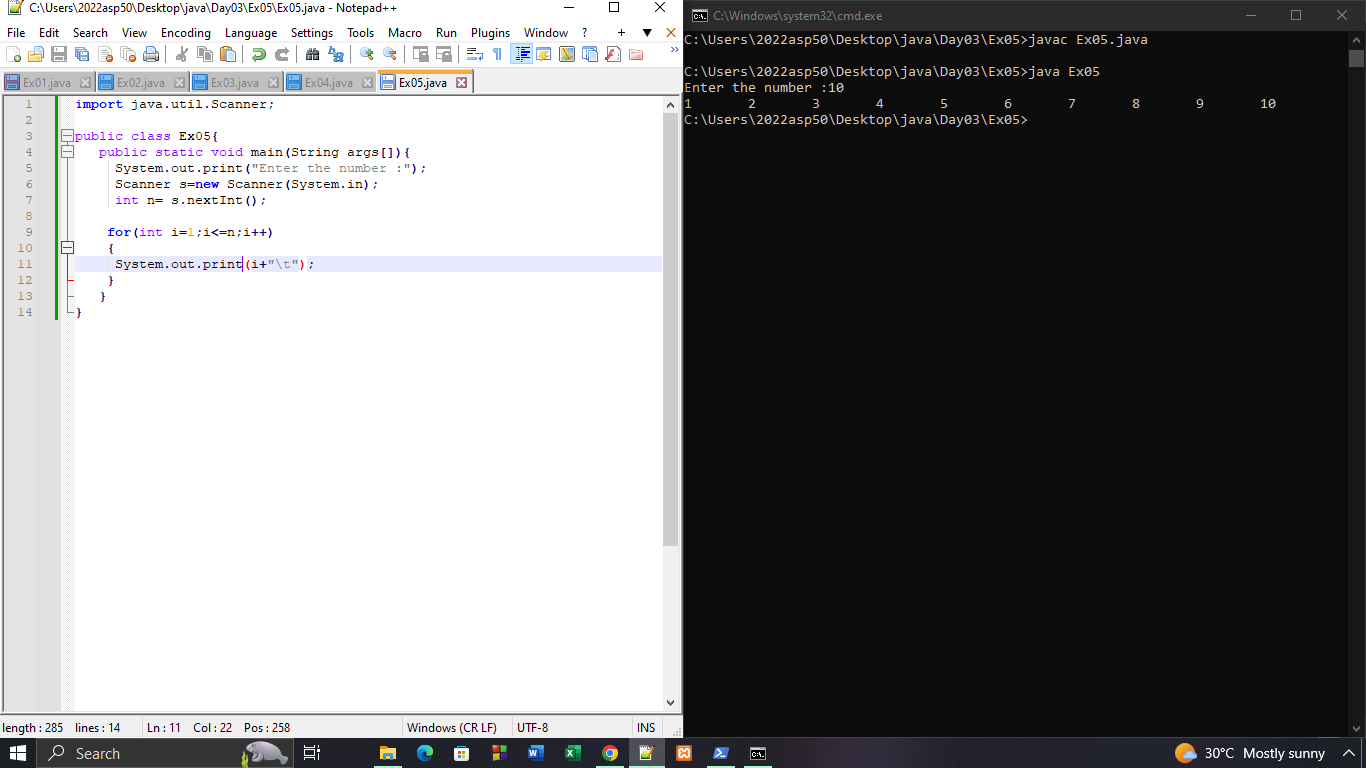 C:\Users\2022asp50\Desktop\java\Day03\Ex05\Ex05.java - Notepad++
File Edit Search View Encoding Language Settings Tools Macro Run Plugins Window ? + ▼ ✕
Ex01.java Ex02.java Ex03.java Ex04.java Ex05.java
1 import java.util.Scanner;
2
3 public class Ex05{
4 public static void main(String args[]){
5 System.out.print("Enter the number :");
6 Scanner s=new Scanner(System.in);
7 int n= s.nextInt();
8
9 for(int i=1;i<=n;i++)
10 {
11 System.out.print(i+"\t");
12 }
13 }
14 }
length : 285 lines : 14 Ln : 11 Col : 22 Pos : 258 Windows (CR LF) UTF-8 INS
C:\Windows\system32\cmd.exe
C:\Users\2022asp50\Desktop\java\Day03\Ex05>javac Ex05.java
C:\Users\2022asp50\Desktop\java\Day03\Ex05>java Ex05
Enter the number :10
1 2 3 4 5 6 7 8 9 10
C:\Users\2022asp50\Desktop\java\Day03\Ex05>
Search
30°C Mostly sunny